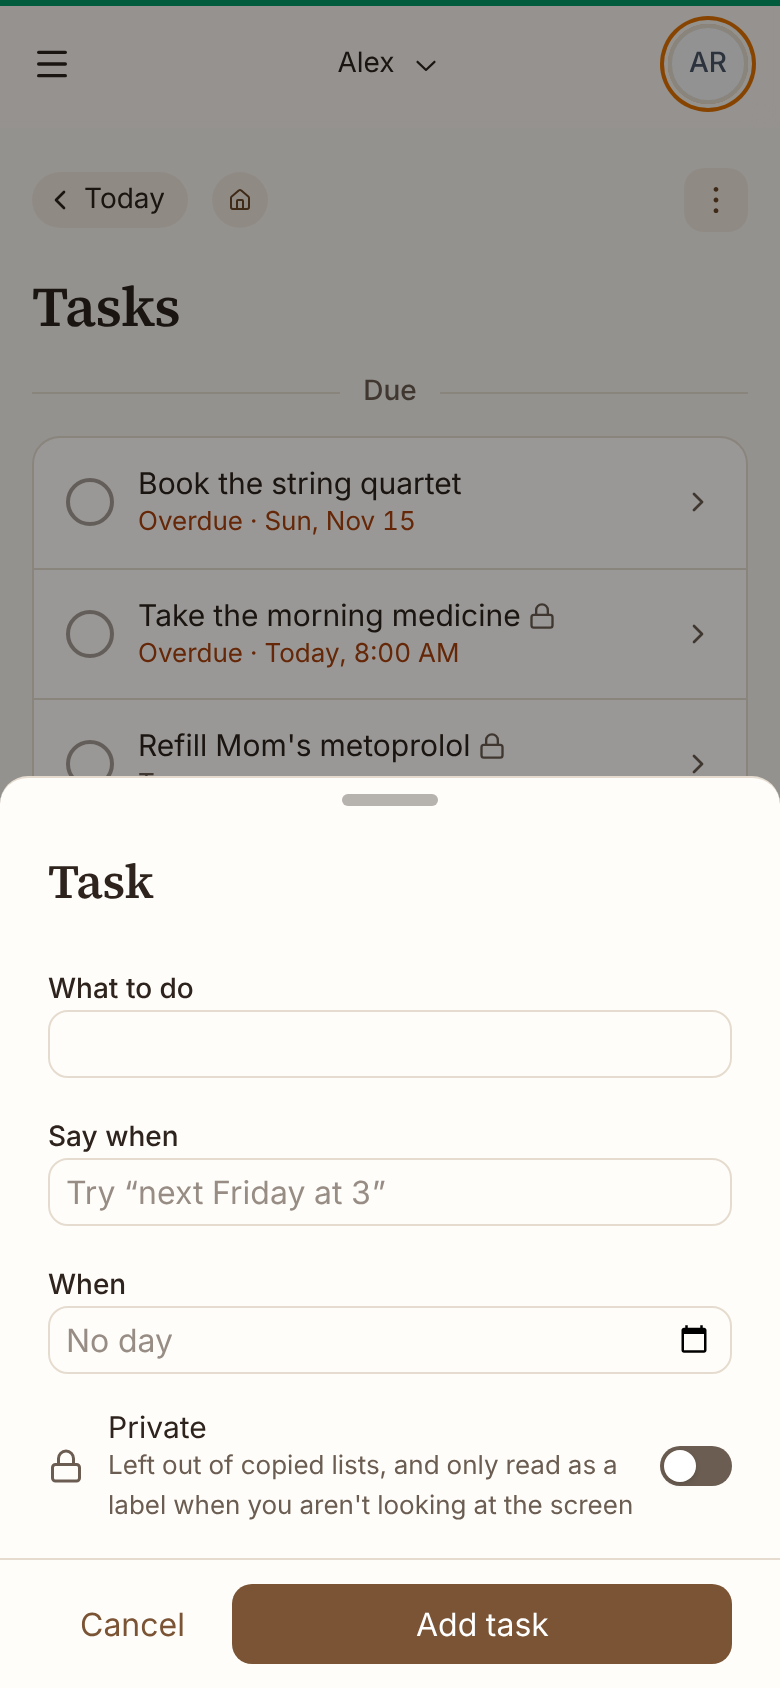 Alex
AR
Today
Tasks
Due
Book the string quartet
Overdue · Sun, Nov 15
Take the morning medicine
Overdue · Today, 8:00 AM
Refill Mom's metoprolol
Task
What to do
Say when
Try “next Friday at 3”
When
No day
Private
Left out of copied lists, and only read as a
label when you aren't looking at the screen
Cancel
Add task